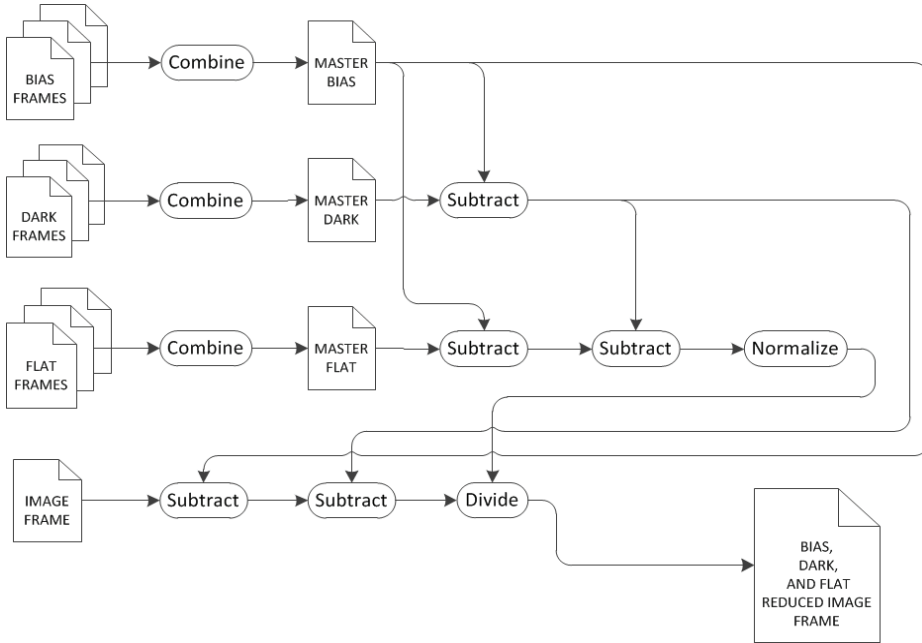 BIAS
FRAMES
Combine
MASTER
BIAS
DARK
FRAMES
Combine
MASTER
DARK
Subtract
FLAT
FRAMES
Combine
MASTER
FLAT
Subtract
Subtract
Normalize
IMAGE
FRAME
Subtract
Subtract
Divide
BIAS,
DARK,
AND FLAT
REDUCED IMAGE
FRAME